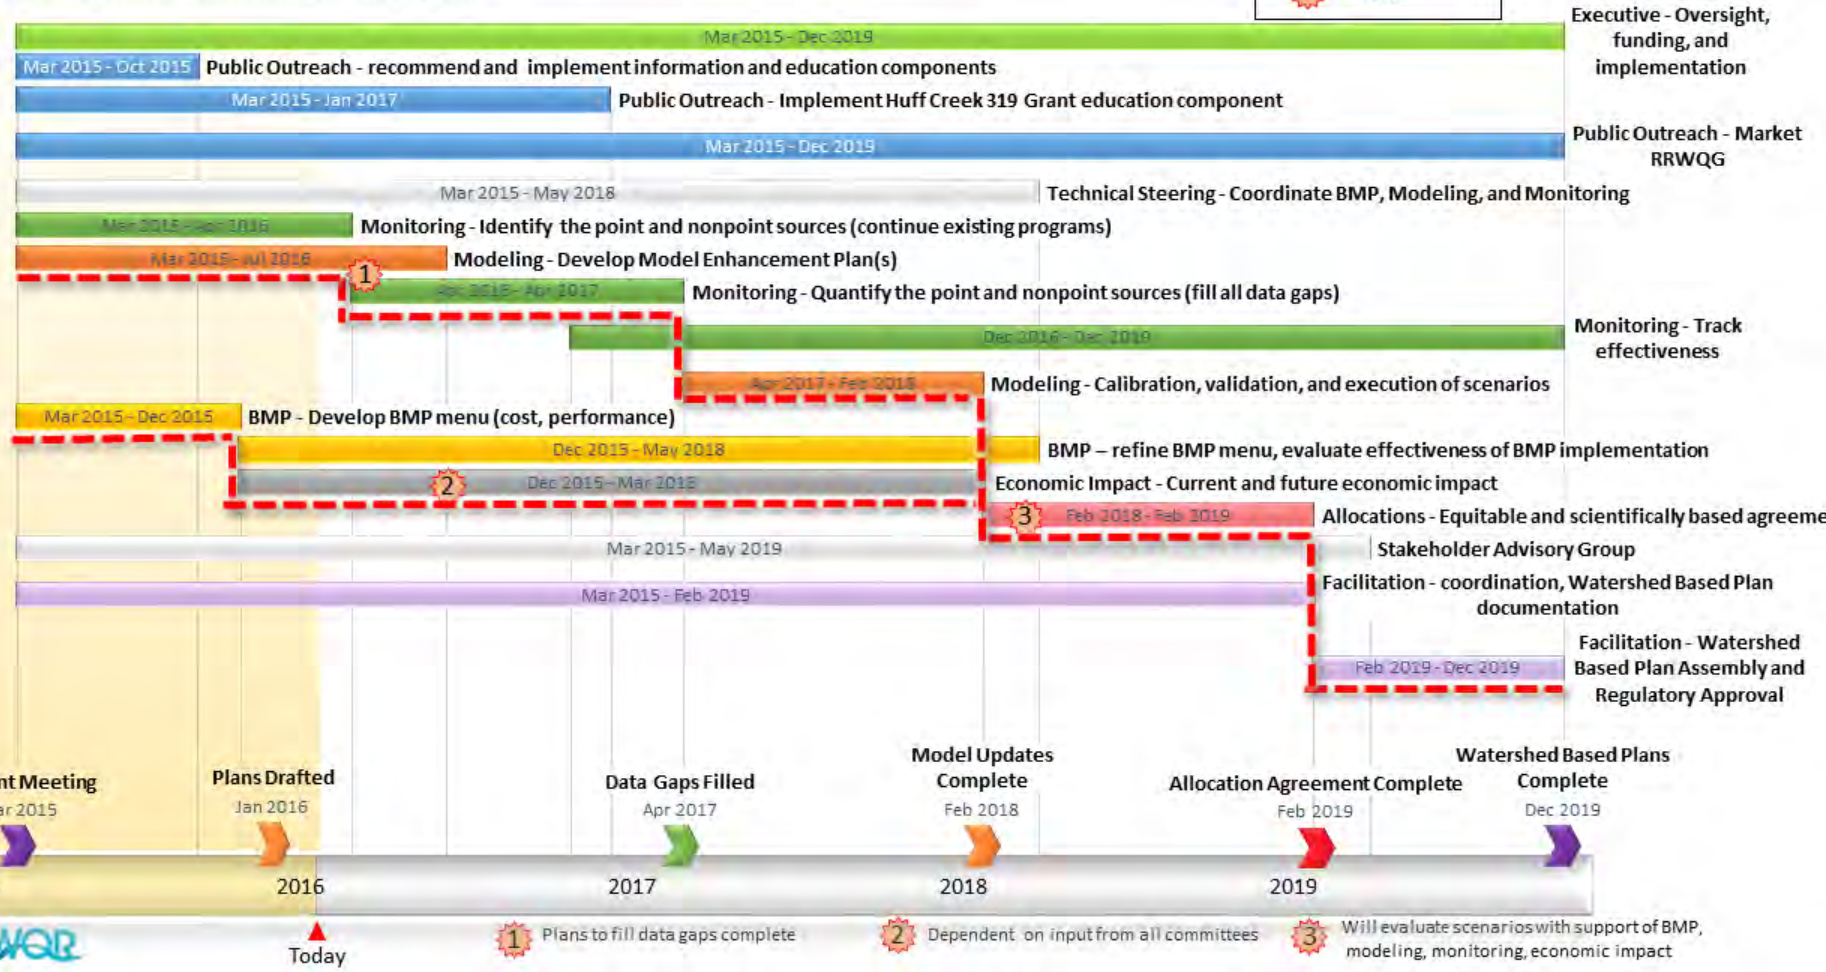 Executive - Oversight,
funding, and
implementation
Mar 2015 - Dec 2019
Mar 2015 - Oct 2015 Public Outreach - recommend and implement information and education components
Mar 2015 - Jan 2017 Public Outreach - Implement Huff Creek 319 Grant education component
Mar 2015 - Dec 2019 Public Outreach - Market
RRWQG
Mar 2015 - May 2018 Technical Steering - Coordinate BMP, Modeling, and Monitoring
Mar 2015 - Apr 2016 Monitoring - Identify the point and nonpoint sources (continue existing programs)
Mar 2015 - Jul 2016 Modeling - Develop Model Enhancement Plan(s)
1
Apr 2016 - Apr 2017 Monitoring - Quantify the point and nonpoint sources (fill all data gaps)
Dec 2016 - Dec 2019 Monitoring - Track
effectiveness
Apr 2017 - Feb 2018 Modeling - Calibration, validation, and execution of scenarios
Mar 2015 - Dec 2015 BMP - Develop BMP menu (cost, performance)
Dec 2015 - May 2018 BMP – refine BMP menu, evaluate effectiveness of BMP implementation
2 Dec 2015 - Mar 2018 Economic Impact - Current and future economic impact
3 Feb 2018 - Feb 2019 Allocations - Equitable and scientifically based agreeme
Mar 2015 - May 2019 Stakeholder Advisory Group
Mar 2015 - Feb 2019 Facilitation - coordination, Watershed Based Plan
documentation
Feb 2019 - Dec 2019 Facilitation - Watershed
Based Plan Assembly and
Regulatory Approval
nt Meeting
ar 2015
Plans Drafted
Jan 2016
Data Gaps Filled
Apr 2017
Model Updates
Complete
Feb 2018
Allocation Agreement Complete
Feb 2019
Watershed Based Plans
Complete
Dec 2019
2016 2017 2018 2019
WQR
Today
1 Plans to fill data gaps complete
2 Dependent on input from all committees
3 Will evaluate scenarios with support of BMP,
modeling, monitoring, economic impact